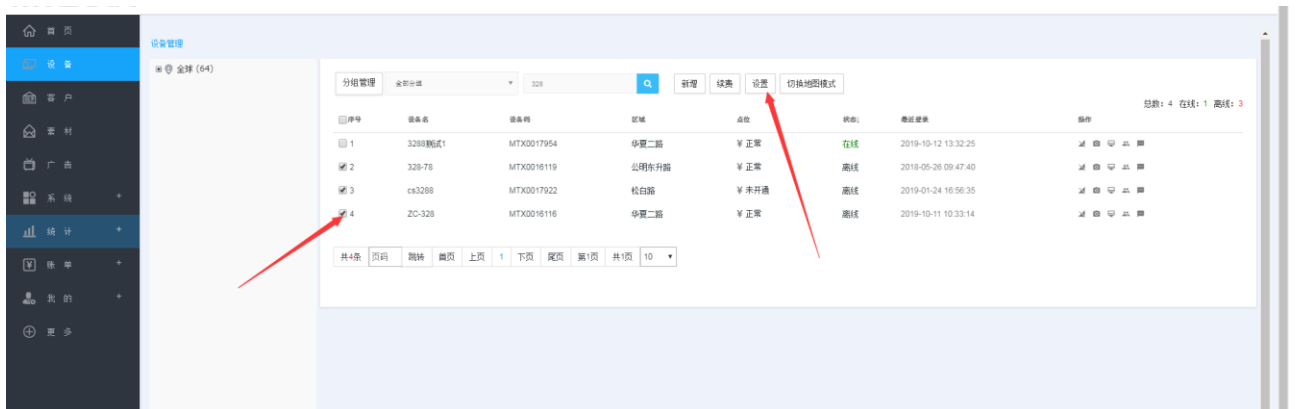 首 页
设 备
客 户
素 材
广 告
系 统 +
统 计 +
账 单 +
我 的 +
更 多
设备管理
全球 (64)
分组管理 全部分组 328 新增 续费 设置 切换地图模式
总数: 4 在线: 1 离线: 3
序号 设备名 设备码 区域 点位 状态↓ 最近登录 操作
1 3288测试1 MTX0017954 华夏二路 ¥ 正常 在线 2019-10-12 13:32:25
2 328-78 MTX0016119 公明东升路 ¥ 正常 离线 2018-05-26 09:47:40
3 cs3288 MTX0017922 松白路 ¥ 未开通 离线 2019-01-24 16:56:35
4 ZC-328 MTX0016116 华夏二路 ¥ 正常 离线 2019-10-11 10:33:14
共4条 页码 跳转 首页 上页 1 下页 尾页 第1页 共1页 10